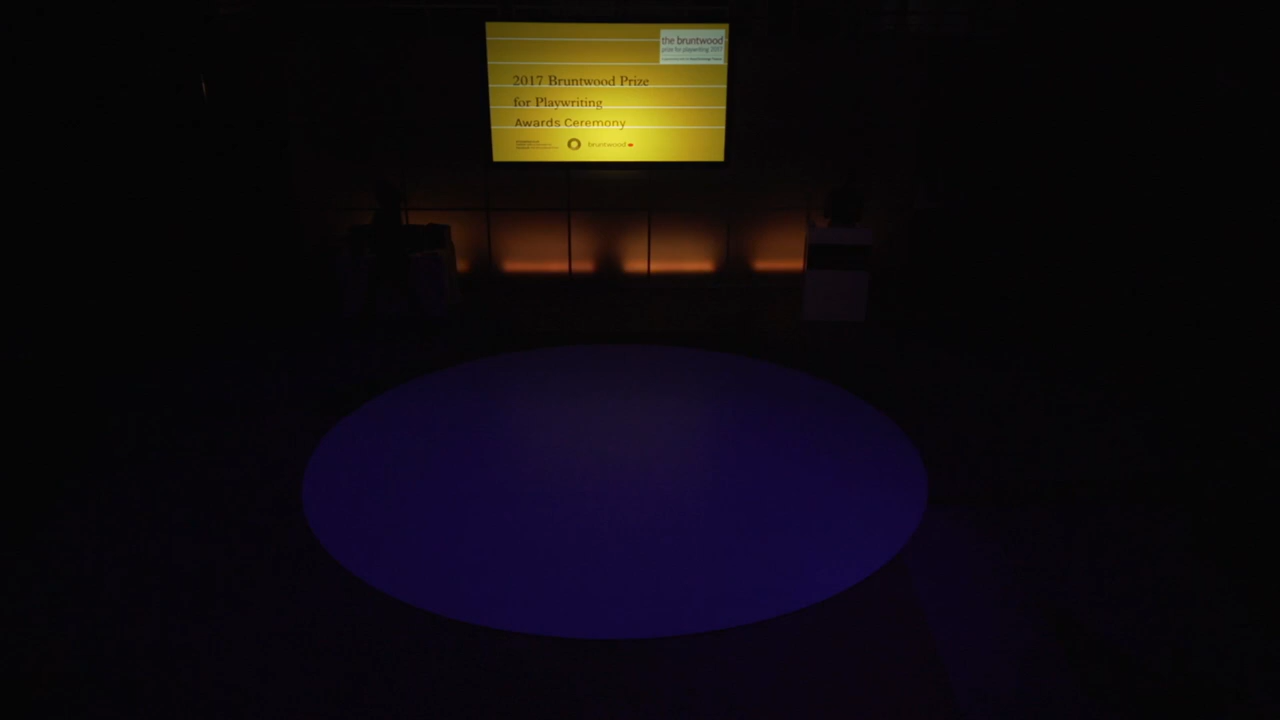 the bruntwood
prize for playwriting 2017
2017 Bruntwood Prize
for Playwriting
Awards Ceremony
bruntwood